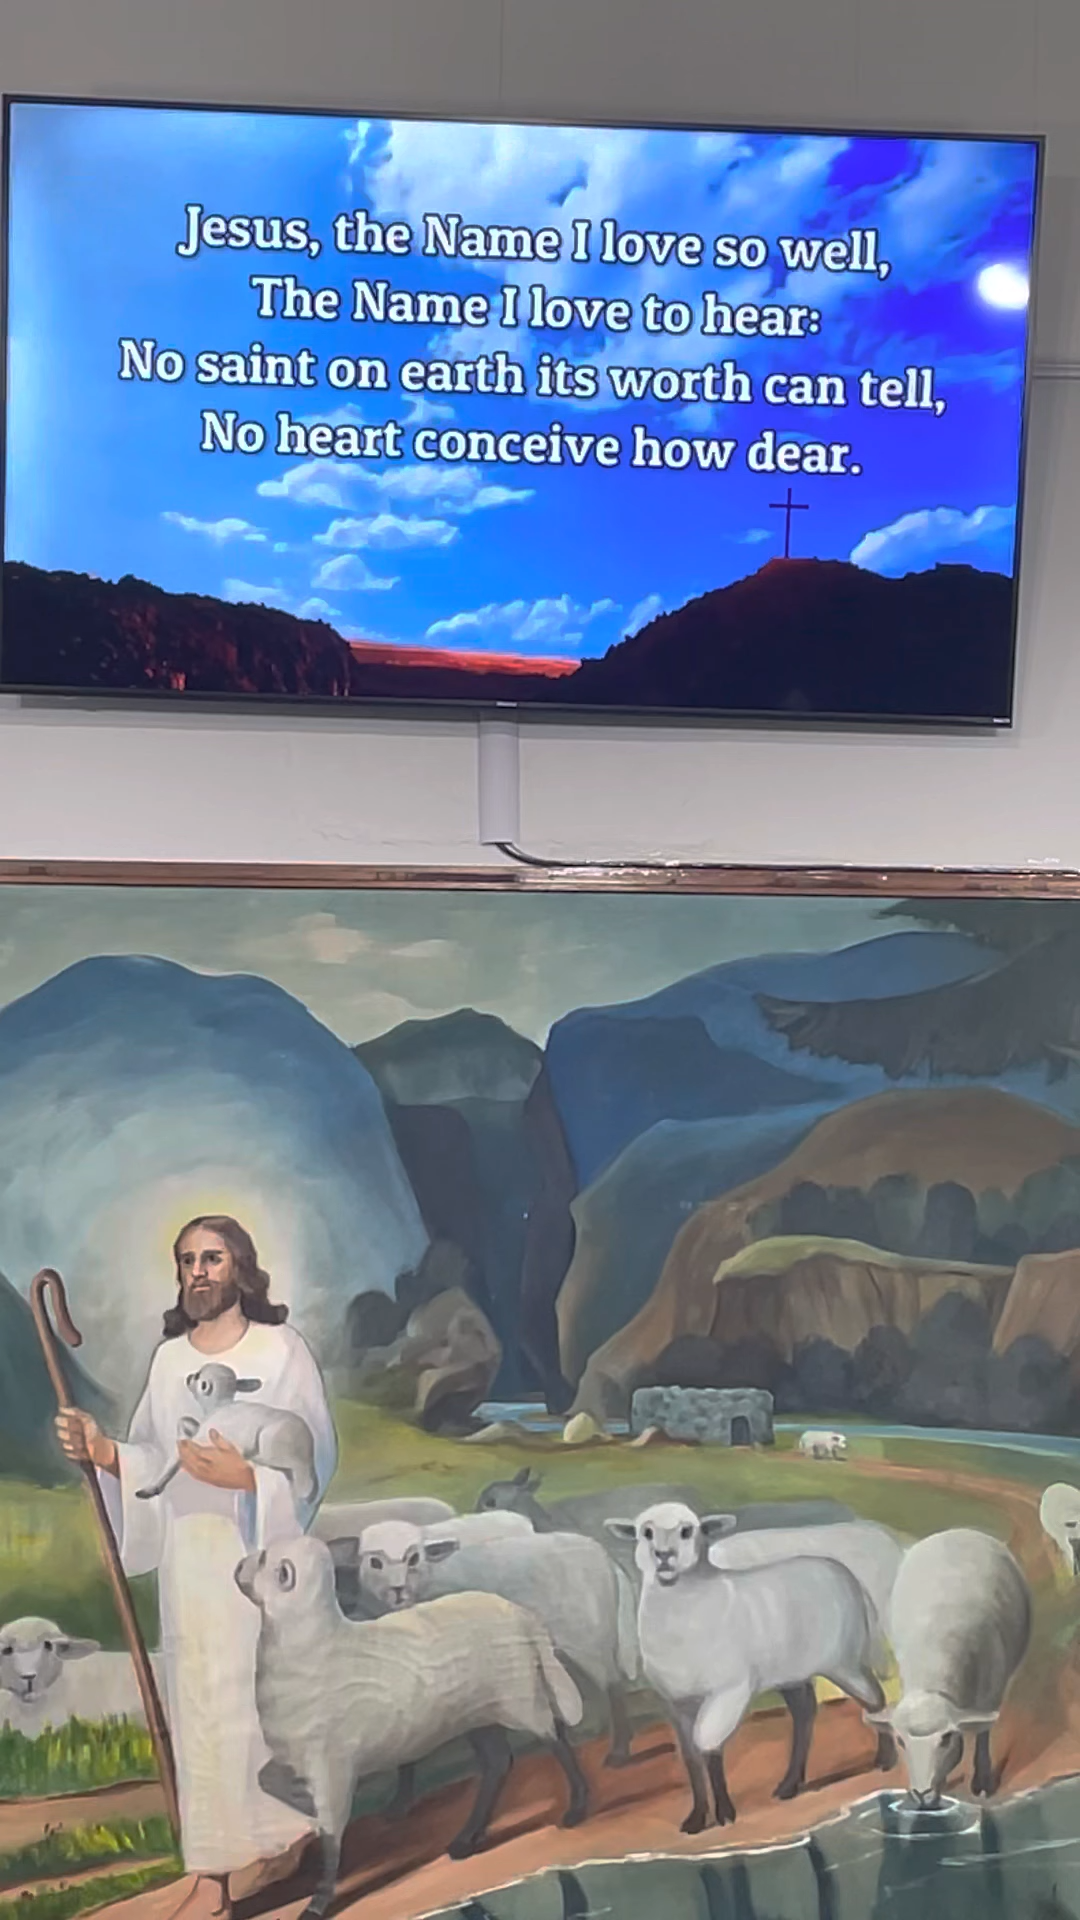 Jesus, the Name I love so well,
The Name I love to hear:
No saint on earth its worth can tell,
No heart conceive how dear.